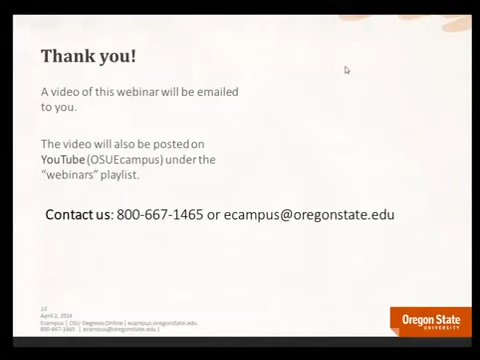 Thank you!
A video of this webinar will be emailed
to you.
The video will also be posted on
YouTube (OSUEcampus) under the
"webinars" playlist.
Contact us: 800-667-1465 or ecampus@oregonstate.edu
16
April 2, 2014
Ecampus | OSU Degrees Online | ecampus.oregonstate.edu
800-667-1465 | ecampus@oregonstate.edu |
Oregon State
UNIVERSITY